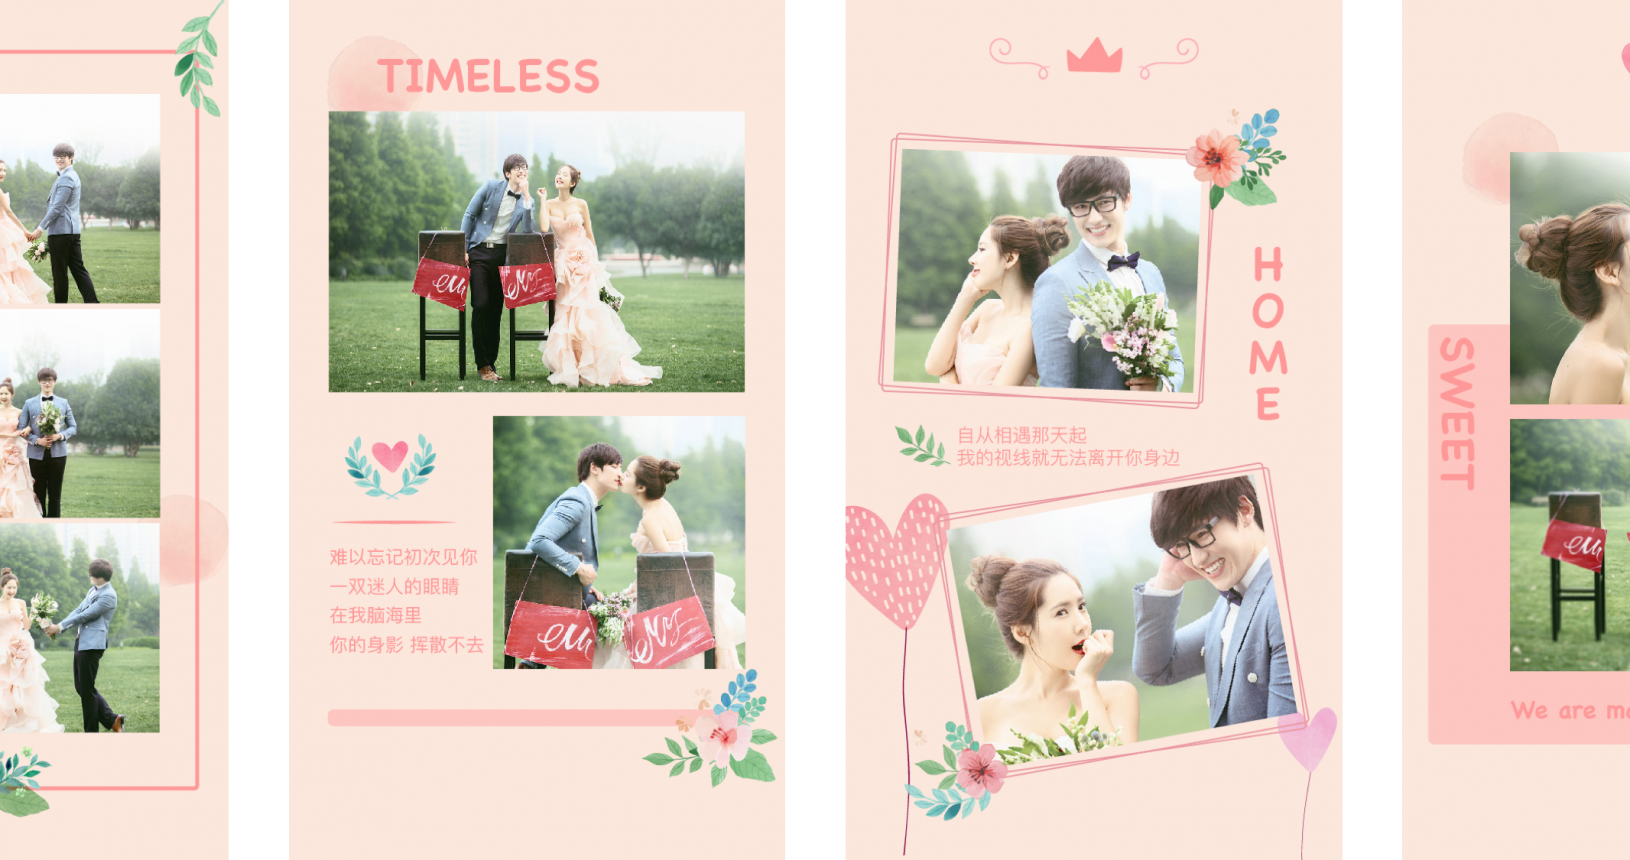 TIMELESS
难以忘记初次见你
一双迷人的眼睛
在我脑海里
你的身影 挥散不去
HOME
自从相遇那天起
我的视线就无法离开你身边
SWEET
We are